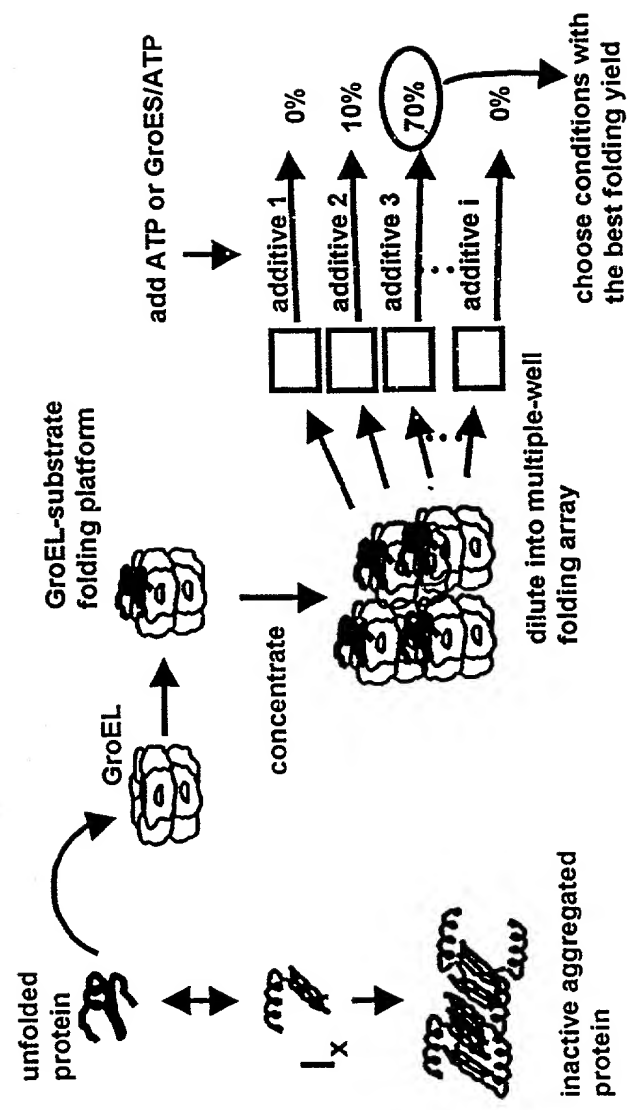 unfolded
protein
I_x
inactive aggregated
protein
GroEL
GroEL-substrate
folding platform
concentrate
dilute into multiple-well
folding array
add ATP or GroES/ATP
additive 1
0%
additive 2
10%
additive 3
70%
additive i
0%
choose conditions with
the best folding yield